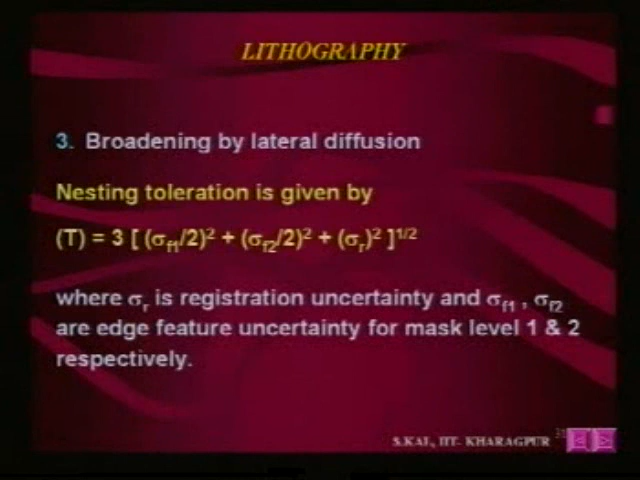 LITHOGRAPHY
3. Broadening by lateral diffusion
Nesting toleration is given by
(T) = 3 [ (σf1/2)² + (σf2/2)² + (σr)² ]^1/2
where σr is registration uncertainty and σf1 , σf2
are edge feature uncertainty for mask level 1 & 2
respectively.
S.KAL, IIT- KHARAGPUR